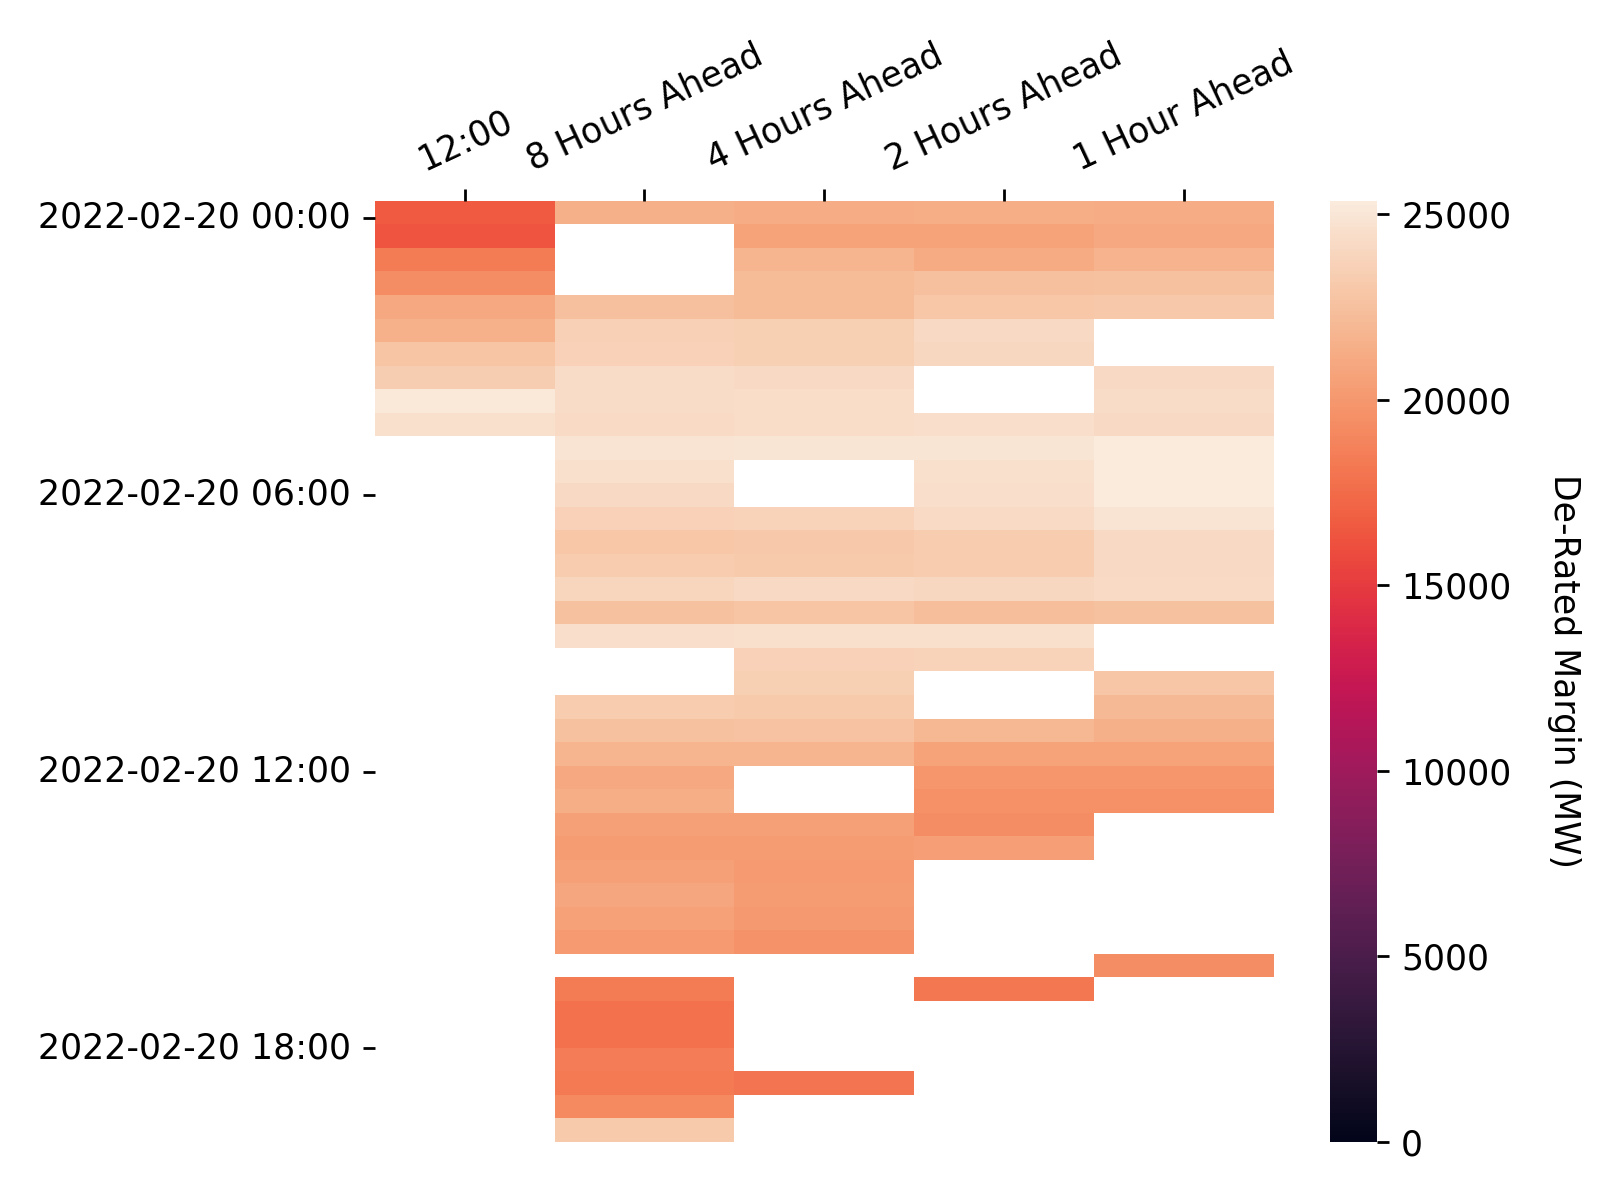 12:00
8 Hours Ahead
4 Hours Ahead
2 Hours Ahead
1 Hour Ahead
2022-02-20 00:00
2022-02-20 06:00
2022-02-20 12:00
2022-02-20 18:00
25000
20000
15000
10000
5000
0
De-Rated Margin (MW)